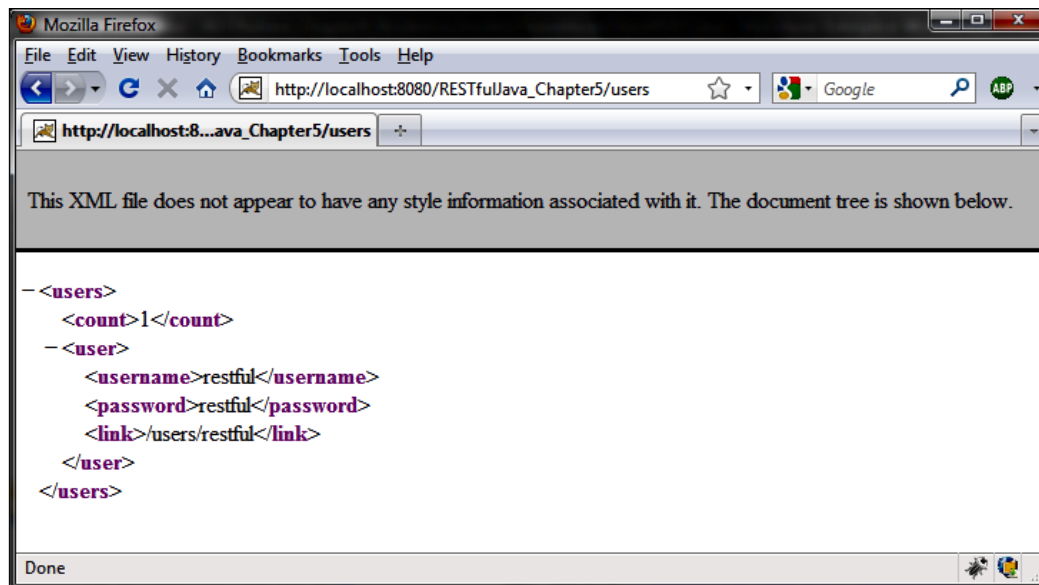 Mozilla Firefox
File Edit View History Bookmarks Tools Help
http://localhost:8080/RESTfulJava_Chapter5/users
Google
ABP
http://localhost:8...ava_Chapter5/users
This XML file does not appear to have any style information associated with it. The document tree is shown below.
−<users>
<count>1</count>
−<user>
<username>restful</username>
<password>restful</password>
<link>/users/restful</link>
</user>
</users>
Done